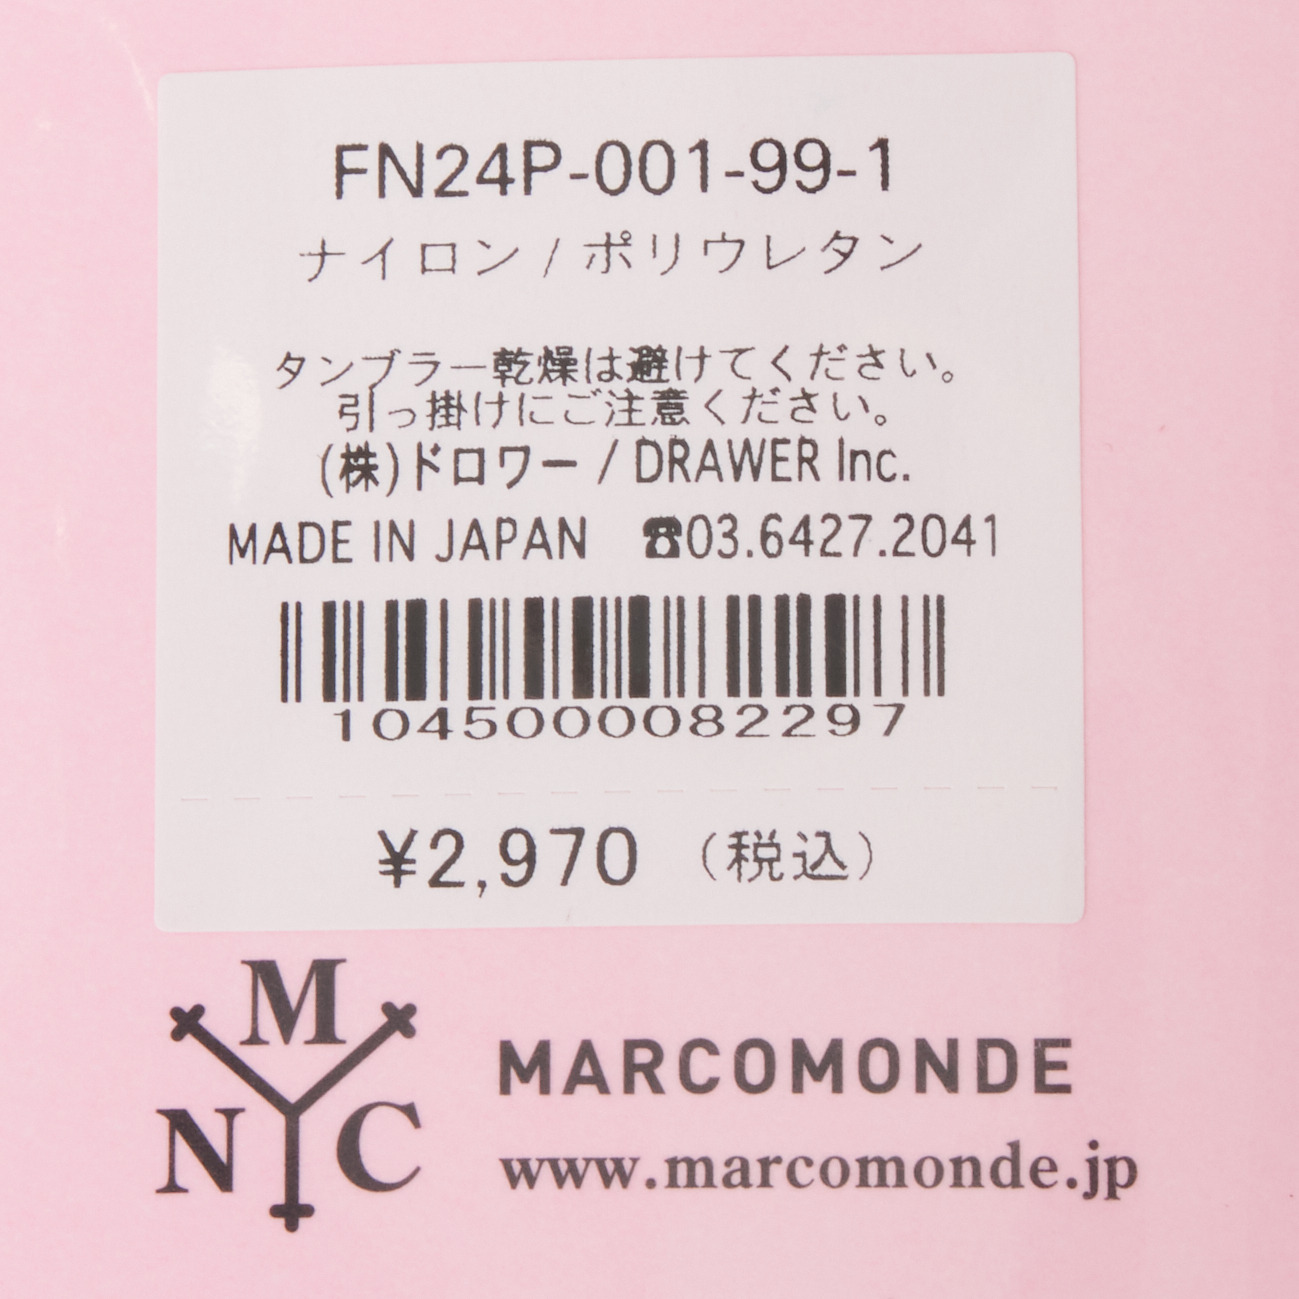 FN24P-001-99-1
ナイロン / ポリウレタン
タンブラー乾燥は避けてください。
引っ掛けにご注意ください。
(株)ドロワー / DRAWER Inc.
MADE IN JAPAN ☎03.6427.2041
1045000082297
¥2,970 （税込）
M
N C
MARCOMONDE
www.marcomonde.jp